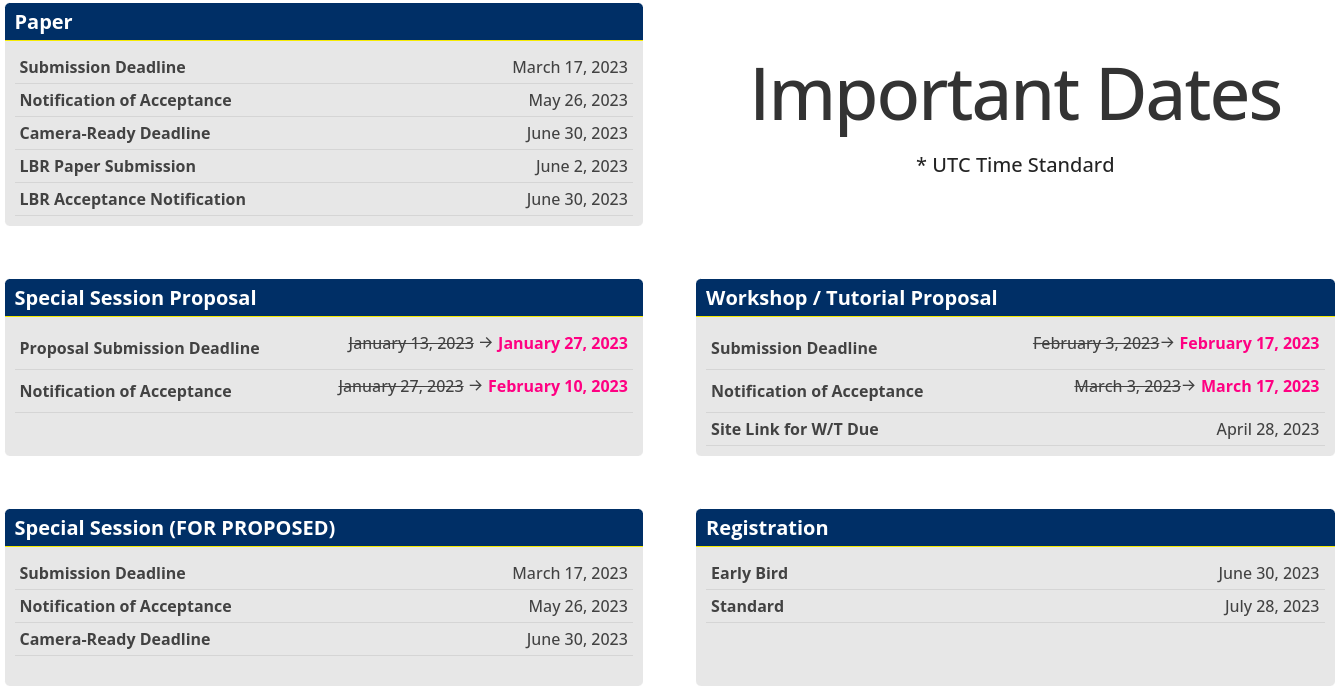 Paper
Submission Deadline March 17, 2023
Notification of Acceptance May 26, 2023
Camera-Ready Deadline June 30, 2023
LBR Paper Submission June 2, 2023
LBR Acceptance Notification June 30, 2023
Important Dates
* UTC Time Standard
Special Session Proposal
Proposal Submission Deadline January 13, 2023 → January 27, 2023
Notification of Acceptance January 27, 2023 → February 10, 2023
Workshop / Tutorial Proposal
Submission Deadline February 3, 2023→ February 17, 2023
Notification of Acceptance March 3, 2023→ March 17, 2023
Site Link for W/T Due April 28, 2023
Special Session (FOR PROPOSED)
Submission Deadline March 17, 2023
Notification of Acceptance May 26, 2023
Camera-Ready Deadline June 30, 2023
Registration
Early Bird June 30, 2023
Standard July 28, 2023